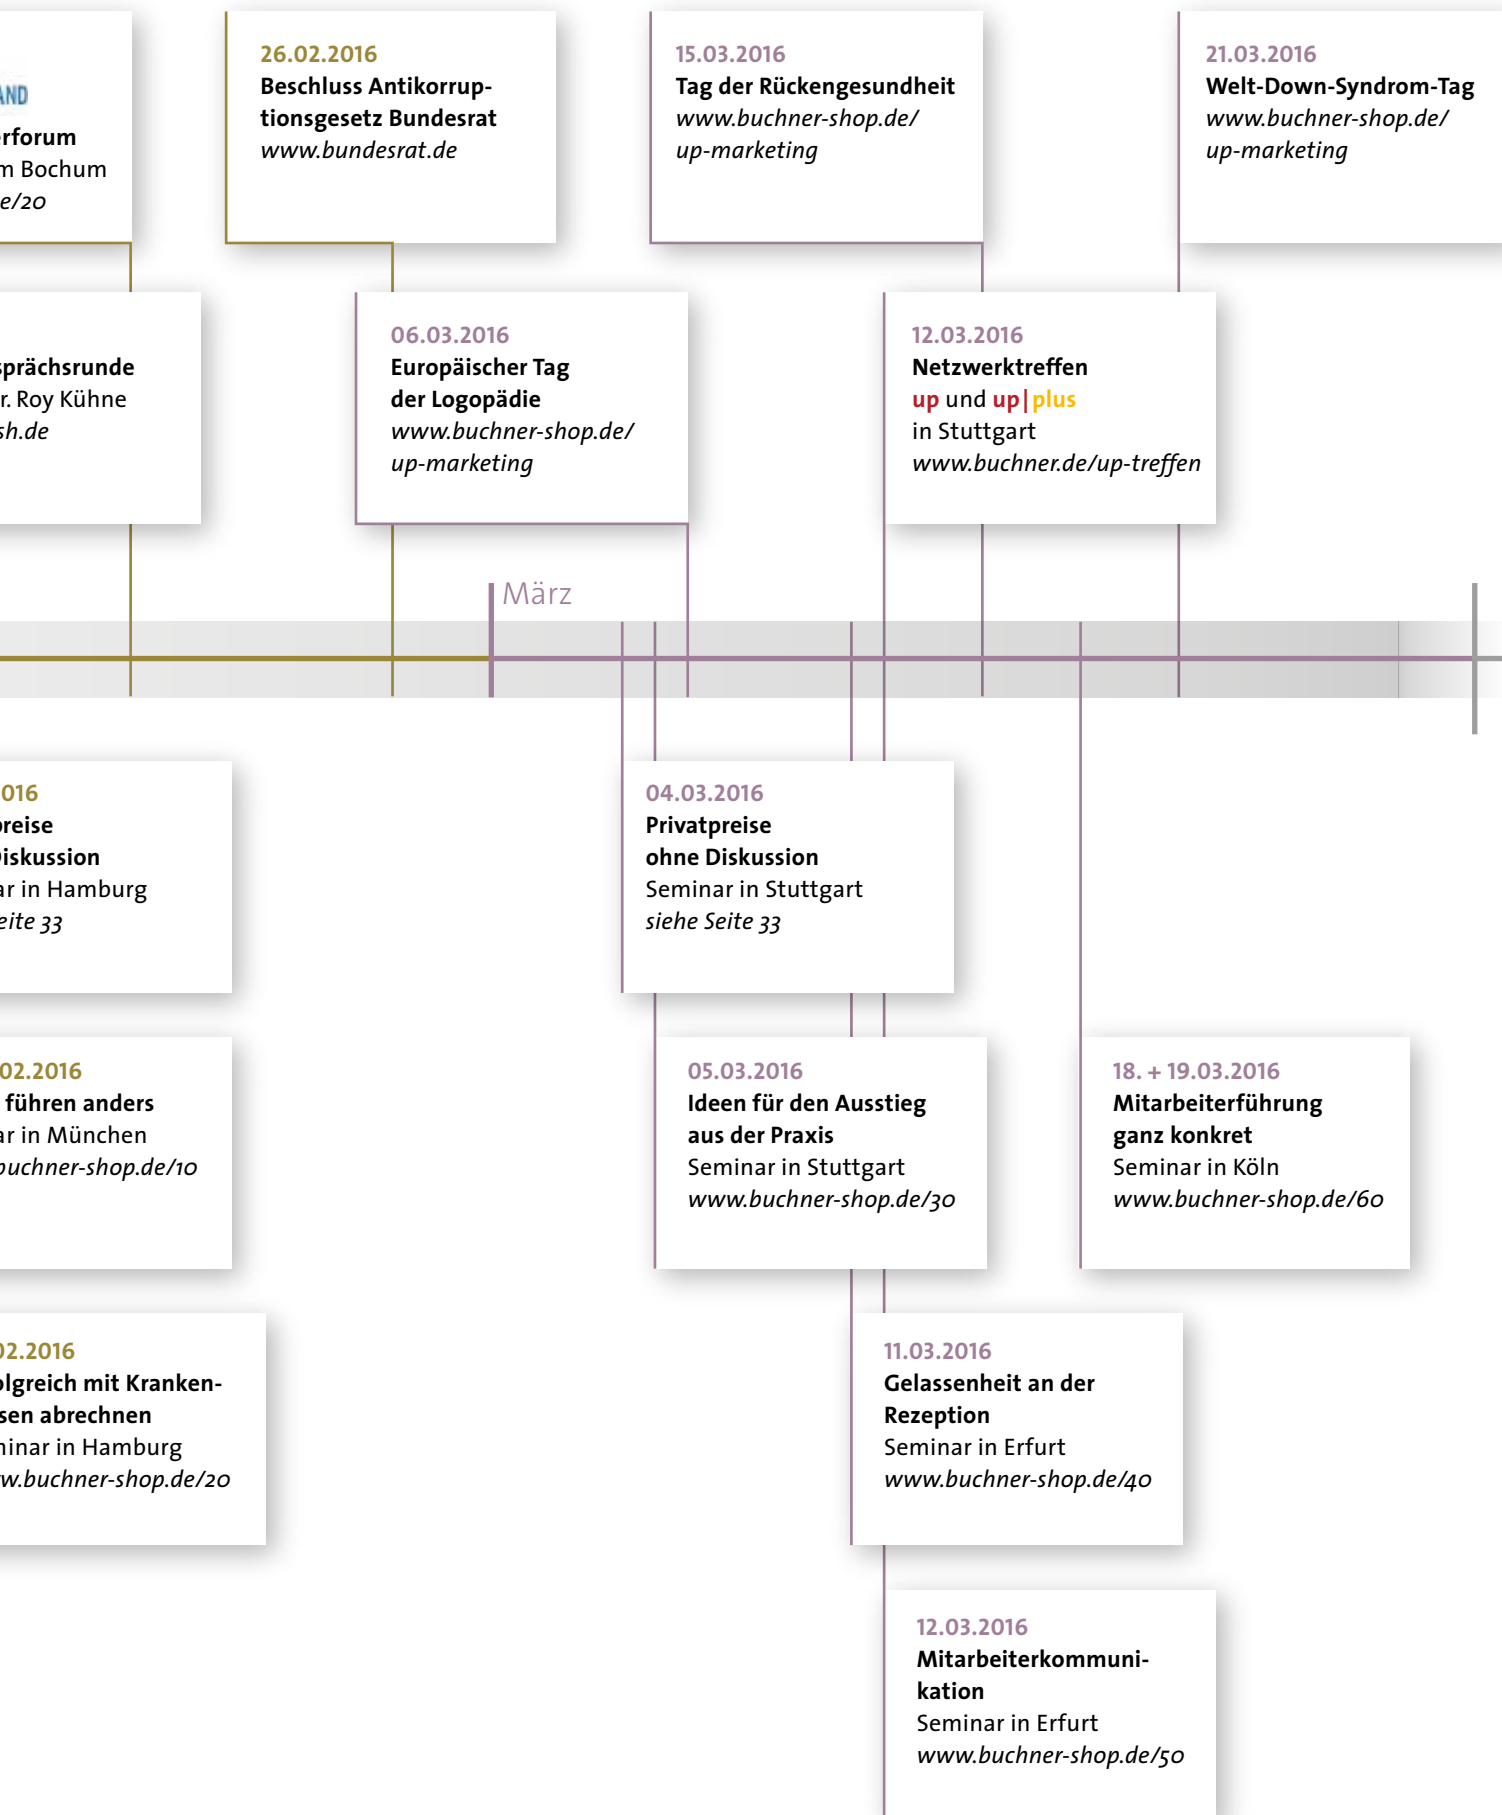 AND
erforum
m Bochum
e/20
26.02.2016
Beschluss Antikorrup-
tionsgesetz Bundesrat
www.bundesrat.de
15.03.2016
Tag der Rückengesundheit
www.buchner-shop.de/
up-marketing
21.03.2016
Welt-Down-Syndrom-Tag
www.buchner-shop.de/
up-marketing
sprächsrunde
r. Roy Kühne
sh.de
06.03.2016
Europäischer Tag
der Logopädie
www.buchner-shop.de/
up-marketing
12.03.2016
Netzwerktreffen
up und up|plus
in Stuttgart
www.buchner.de/up-treffen
März
016
preise
Diskussion
ar in Hamburg
eite 33
04.03.2016
Privatpreise
ohne Diskussion
Seminar in Stuttgart
siehe Seite 33
02.2016
führen anders
ar in München
buchner-shop.de/10
05.03.2016
Ideen für den Ausstieg
aus der Praxis
Seminar in Stuttgart
www.buchner-shop.de/30
18. + 19.03.2016
Mitarbeiterführung
ganz konkret
Seminar in Köln
www.buchner-shop.de/60
02.2016
olgreich mit Kranken-
sen abrechnen
minar in Hamburg
w.buchner-shop.de/20
11.03.2016
Gelassenheit an der
Rezeption
Seminar in Erfurt
www.buchner-shop.de/40
12.03.2016
Mitarbeiterkommuni-
kation
Seminar in Erfurt
www.buchner-shop.de/50